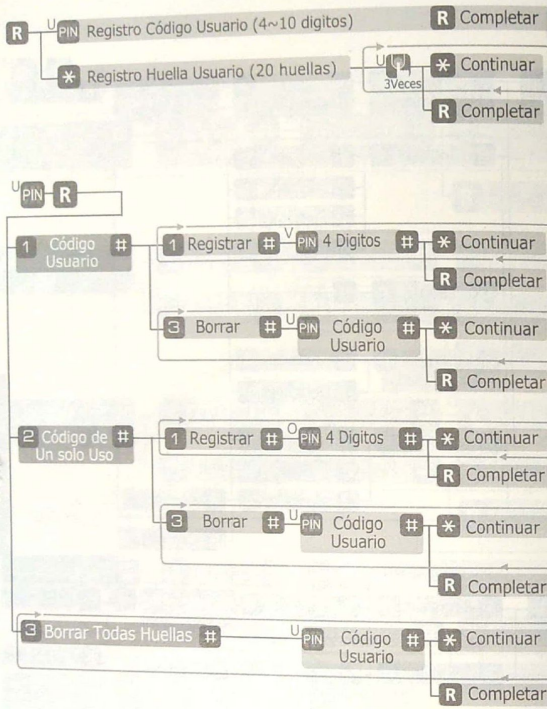 R U PIN Registro Código Usuario (4~10 digitos) R Completar
* Registro Huella Usuario (20 huellas) U * Continuar
3Veces
R Completar
U PIN R
1 Código Usuario # 1 Registrar # V PIN 4 Digitos # * Continuar
R Completar
3 Borrar # U PIN Código Usuario # * Continuar
R Completar
2 Código de Un solo Uso # 1 Registrar # O PIN 4 Digitos # * Continuar
R Completar
3 Borrar # U PIN Código Usuario # * Continuar
R Completar
3 Borrar Todas Huellas # U PIN Código Usuario # * Continuar
R Completar